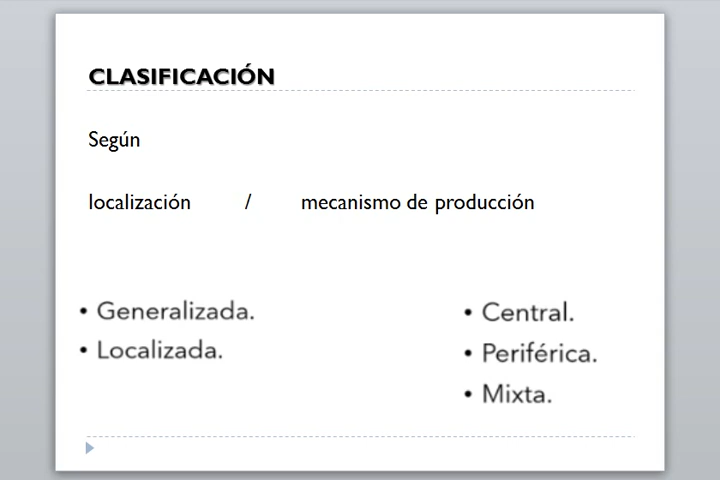 CLASIFICACIÓN
Según
localización / mecanismo de producción
• Generalizada.
• Localizada.
• Central.
• Periférica.
• Mixta.